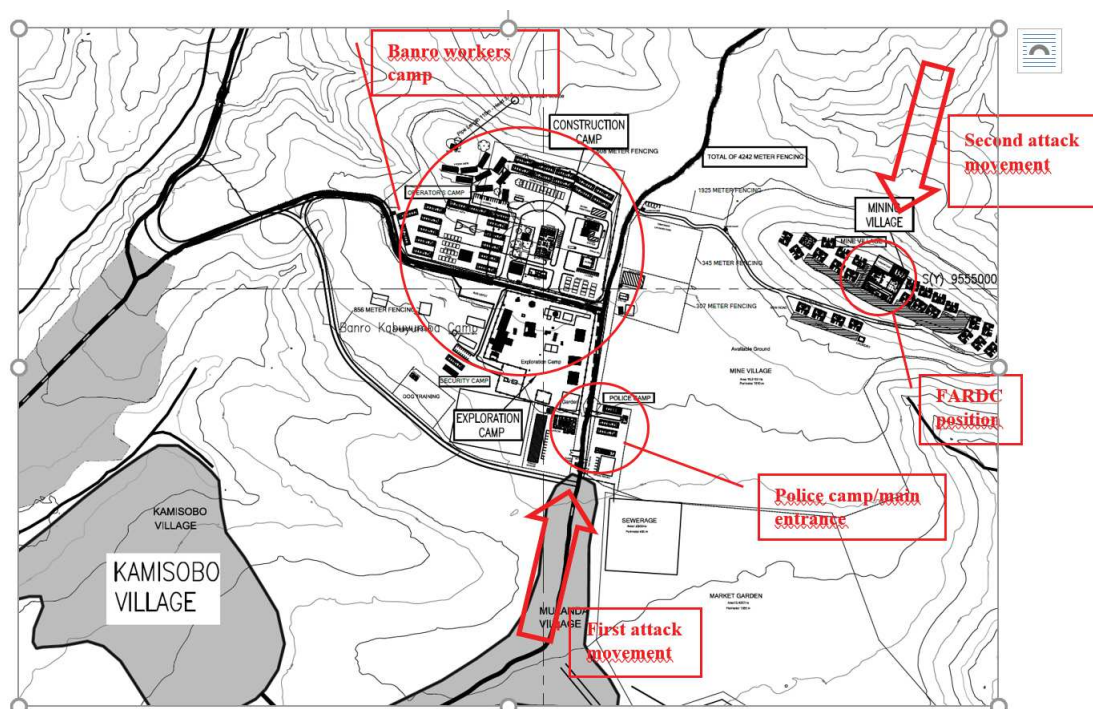 Banro workers
camp
CONSTRUCTION
CAMP
TOTAL OF 4242 METER FENCING
Second attack
movement
OPERATOR'S CAMP
1925 METER FENCING
MINING
VILLAGE
MINE VILLAGE
345 METER FENCING
S(Y) 9555000
307 METER FENCING
856 METER FENCING
Banro Kabuyumba Camp
Available Ground
Exploration Camp
MINE VILLAGE
SECURITY CAMP
DOG TRAINING
POLICE CAMP
Garden
EXPLORATION
CAMP
FARDC
position
Police camp/main
entrance
KAMISOBO
VILLAGE
SEWERAGE
KAMISOBO
VILLAGE
MARKET GARDEN
VILLAGE
First attack
movement